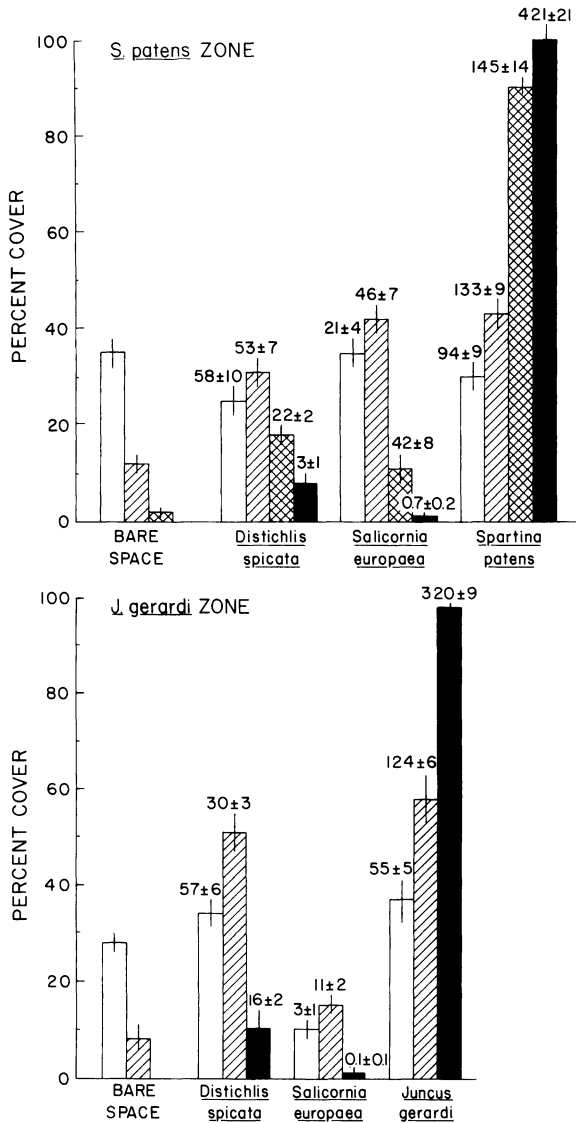 S. patens ZONE
PERCENT COVER
100
80
60
40
20
0
58±10
53±7
22±2
3±1
21±4
46±7
42±8
0.7±0.2
94±9
133±9
145±14
421±21
BARE SPACE
Distichlis spicata
Salicornia europaea
Spartina patens
J. gerardi ZONE
PERCENT COVER
100
80
60
40
20
0
57±6
30±3
16±2
3±1
11±2
0.1±0.1
55±5
124±6
320±9
BARE SPACE
Distichlis spicata
Salicornia europaea
Juncus gerardi